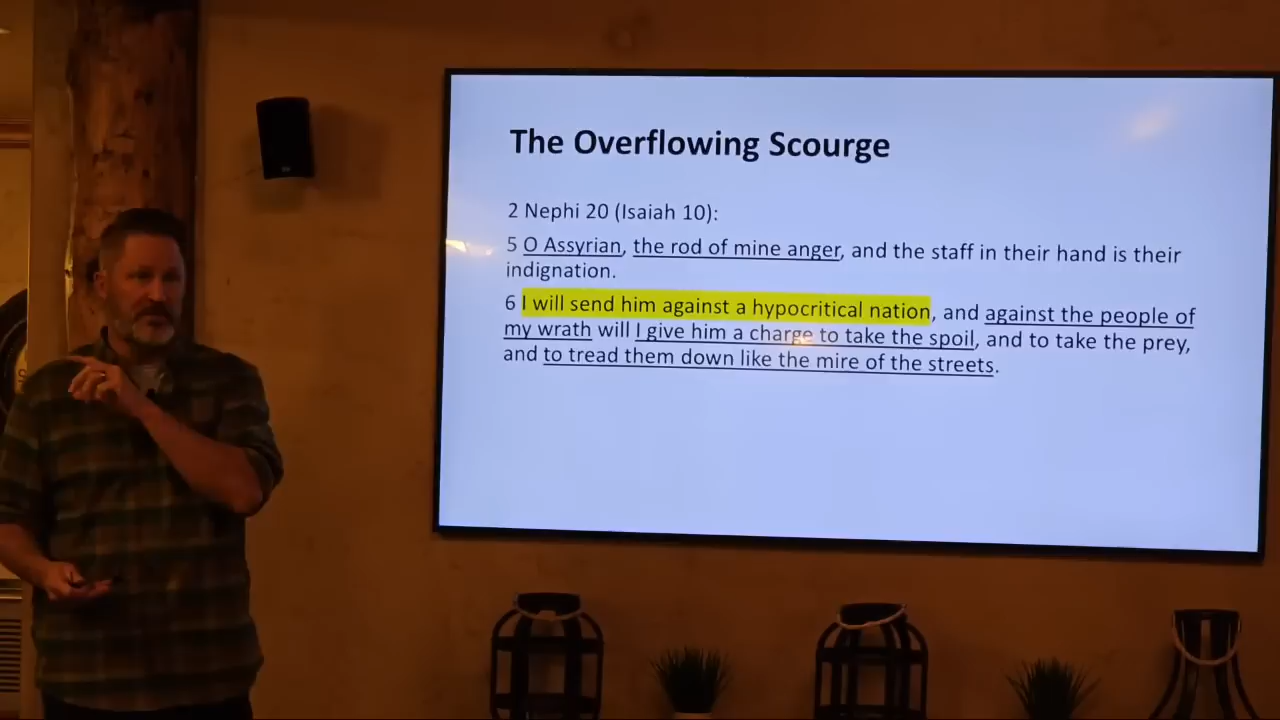 The Overflowing Scourge
2 Nephi 20 (Isaiah 10):
5 O Assyrian, the rod of mine anger, and the staff in their hand is their
indignation.
6 I will send him against a hypocritical nation, and against the people of
my wrath will I give him a charge to take the spoil, and to take the prey,
and to tread them down like the mire of the streets.